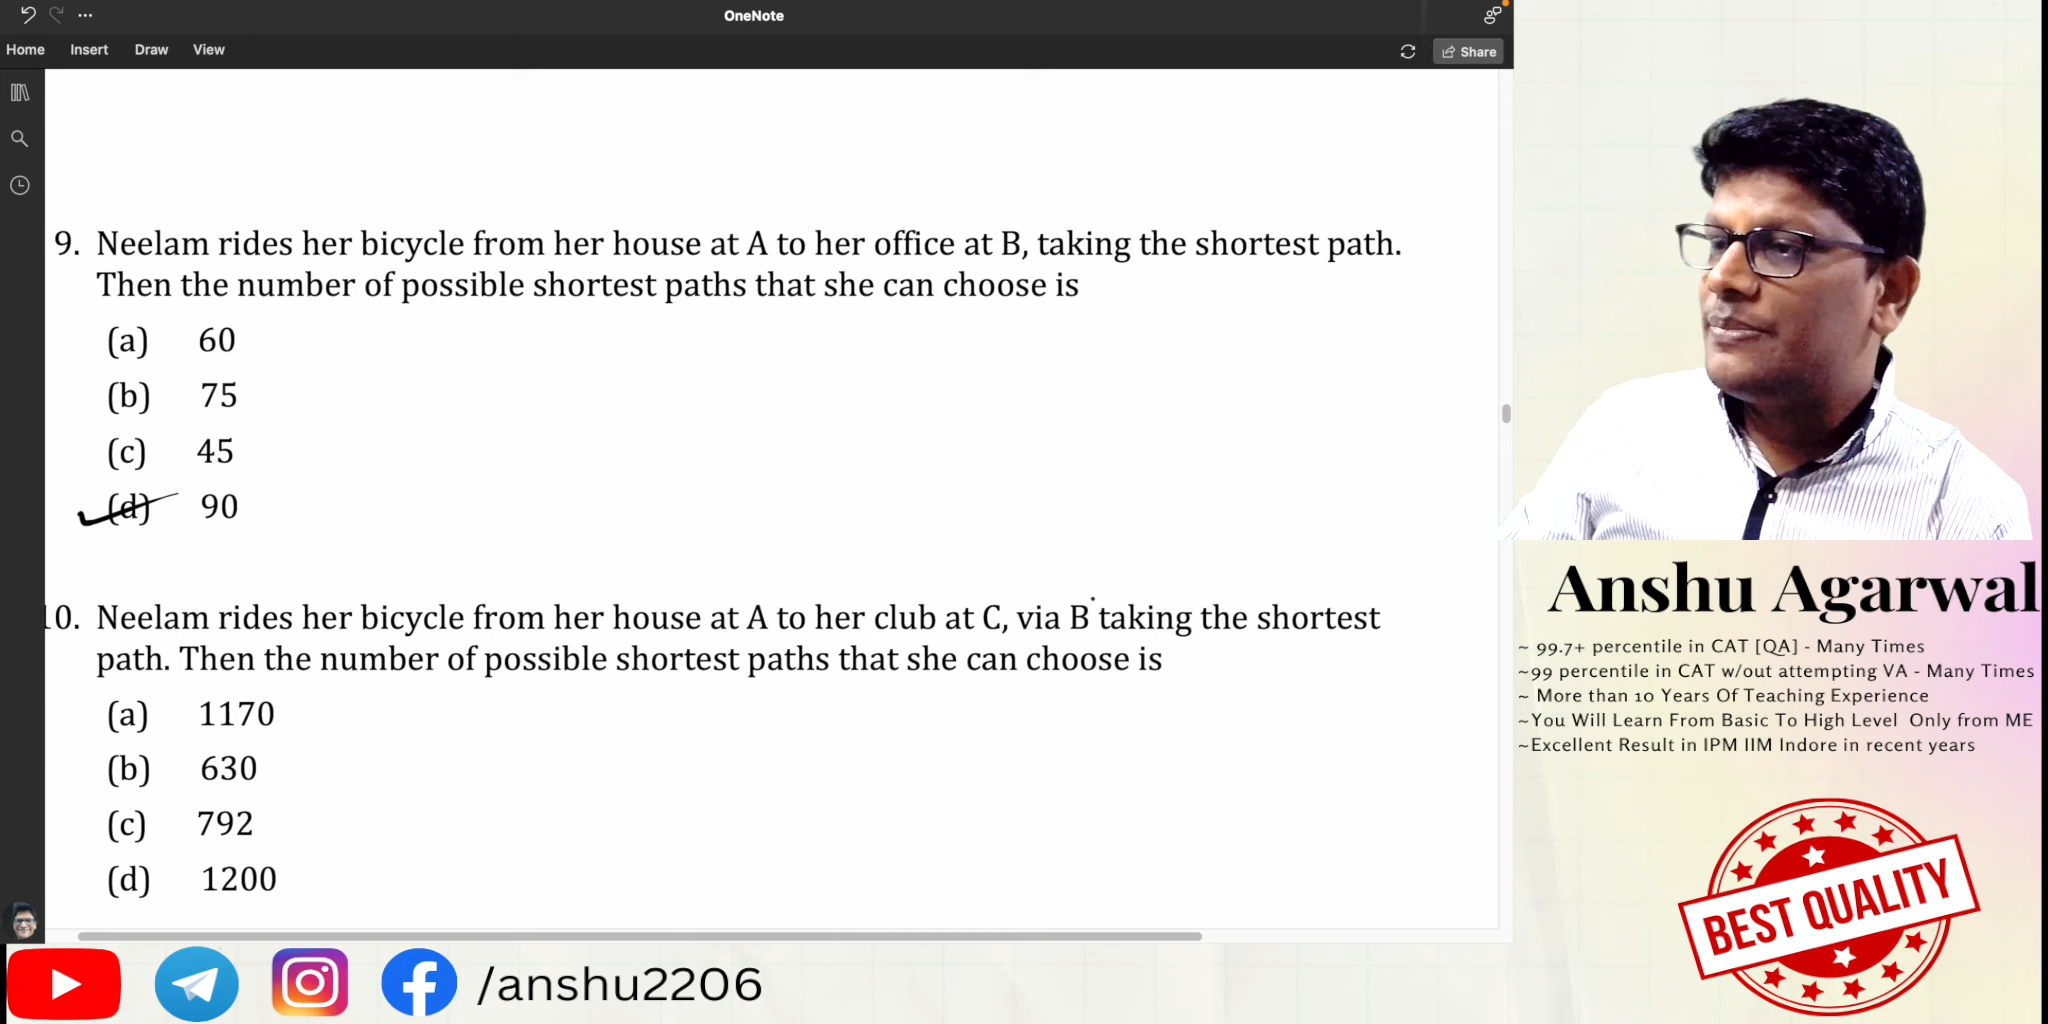 OneNote
Home Insert Draw View
Share
9. Neelam rides her bicycle from her house at A to her office at B, taking the shortest path.
Then the number of possible shortest paths that she can choose is
(a) 60
(b) 75
(c) 45
(d) 90
10. Neelam rides her bicycle from her house at A to her club at C, via B taking the shortest
path. Then the number of possible shortest paths that she can choose is
(a) 1170
(b) 630
(c) 792
(d) 1200
Anshu Agarwal
~ 99.7+ percentile in CAT [QA] - Many Times
~99 percentile in CAT w/out attempting VA - Many Times
~ More than 10 Years Of Teaching Experience
~You Will Learn From Basic To High Level Only from ME
~Excellent Result in IPM IIM Indore in recent years
BEST QUALITY
/anshu2206